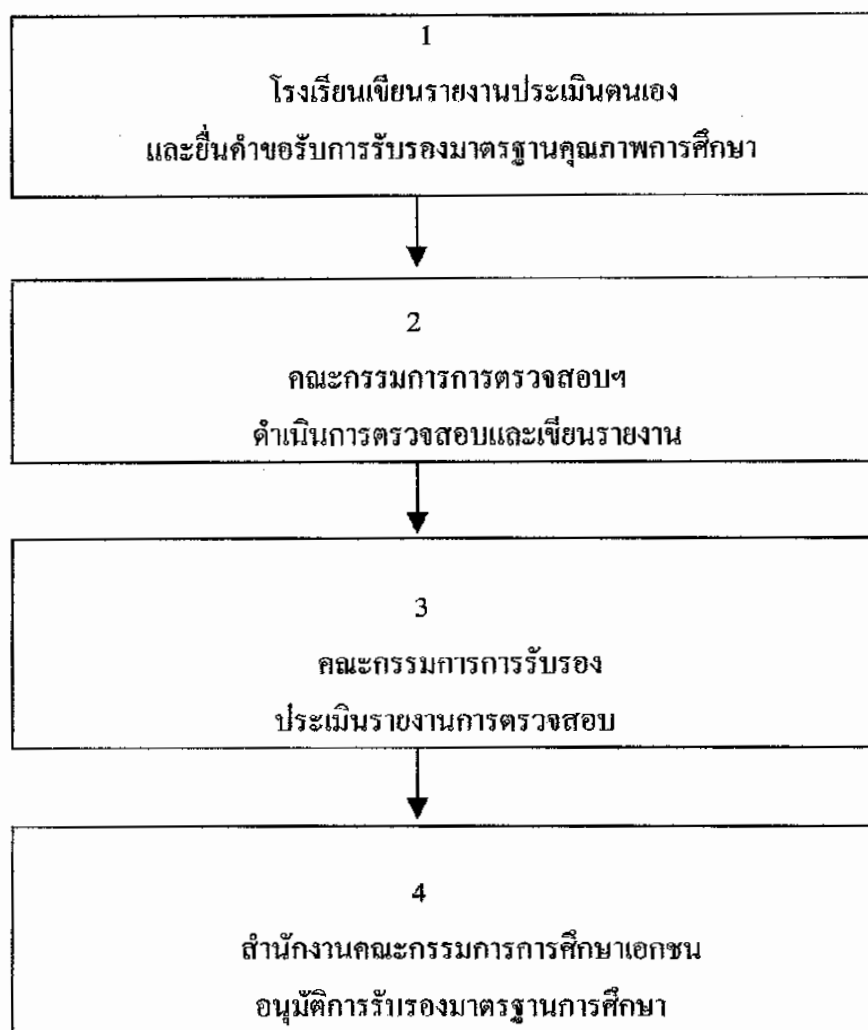 1
โรงเรียนเขียนรายงานประเมินตนเอง
และยื่นคำขอรับการรับรองมาตรฐานคุณภาพการศึกษา
2
คณะกรรมการการตรวจสอบฯ
ดำเนินการตรวจสอบและเขียนรายงาน
3
คณะกรรมการการรับรอง
ประเมินรายงานการตรวจสอบ
4
สำนักงานคณะกรรมการการศึกษาเอกชน
อนุมัติการรับรองมาตรฐานการศึกษา